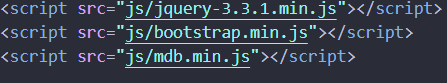 <script src="js/jquery-3.3.1.min.js"></script>
<script src="js/bootstrap.min.js"></script>
<script src="js/mdb.min.js"></script>